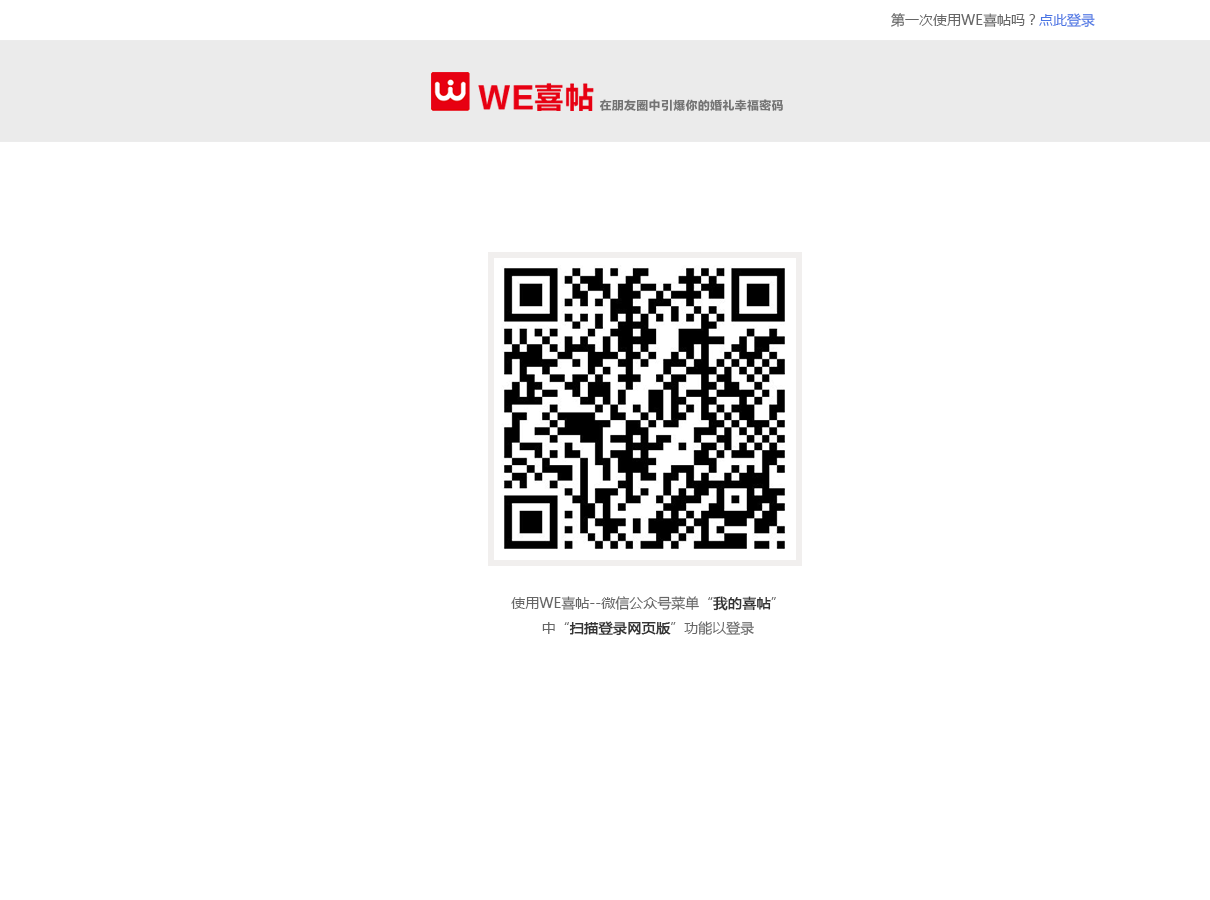 第一次使用WE喜帖吗？点此登录
WE喜帖 在朋友圈中引爆你的婚礼幸福密码
使用WE喜帖--微信公众号菜单“我的喜帖”
中“扫描登录网页版”功能以登录